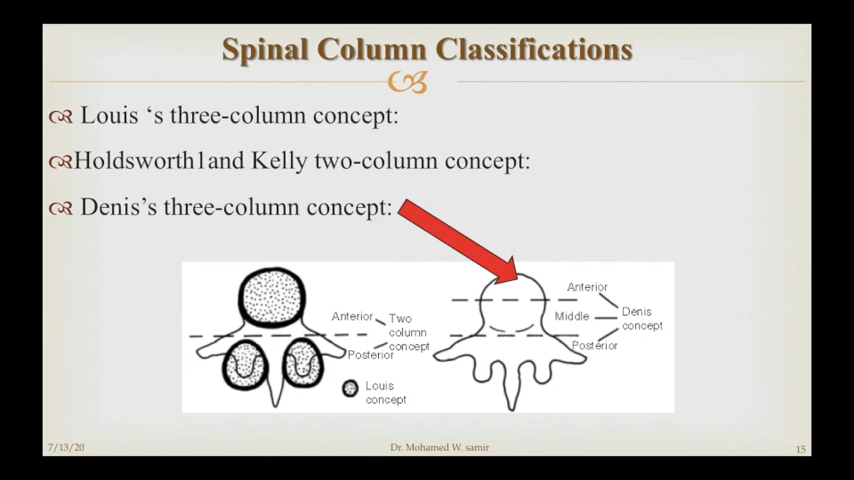 Spinal Column Classifications
Louis ‘s three-column concept:
Holdsworth1and Kelly two-column concept:
Denis’s three-column concept:
Anterior
Two
column
concept
Posterior
Louis
concept
Anterior
Middle
Posterior
Denis
concept
7/13/20
Dr. Mohamed W. samir
15